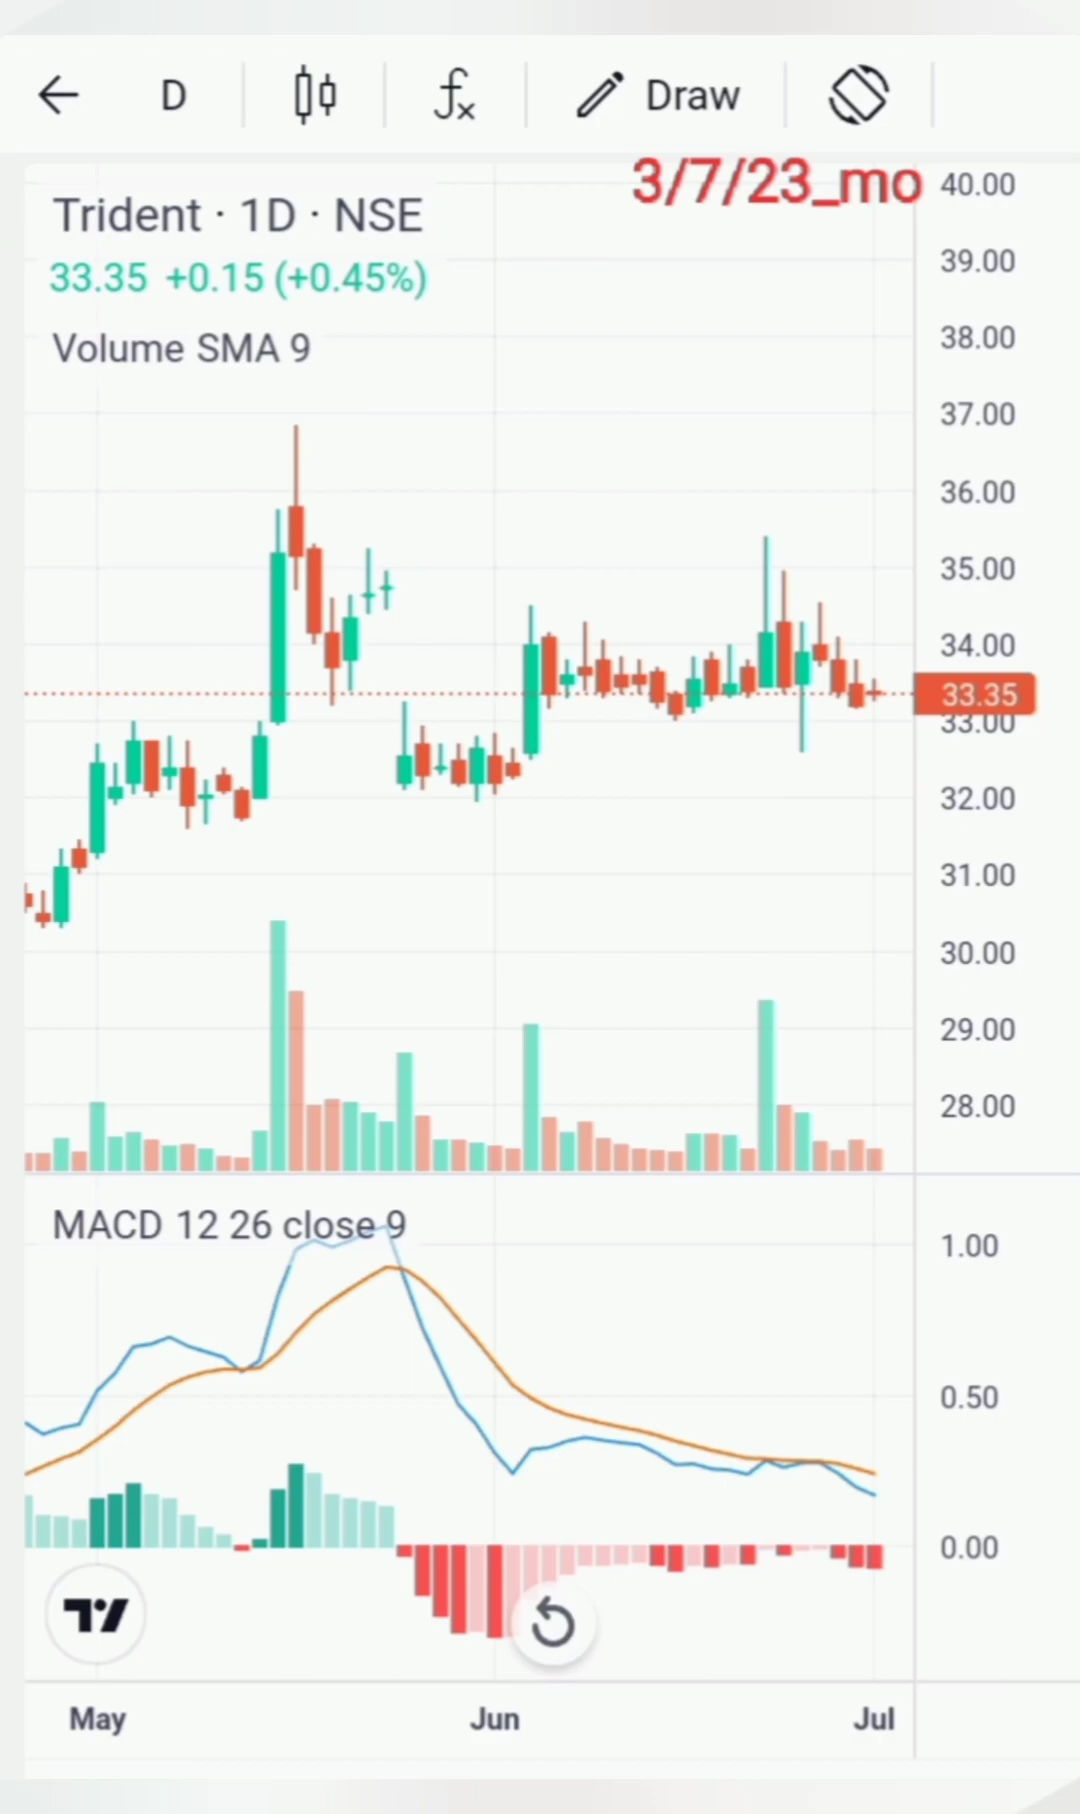 D
Draw
3/7/23_mo
Trident · 1D · NSE
33.35 +0.15 (+0.45%)
Volume SMA 9
40.00
39.00
38.00
37.00
36.00
35.00
34.00
33.35
33.00
32.00
31.00
30.00
29.00
28.00
MACD 12 26 close 9
1.00
0.50
0.00
May Jun Jul